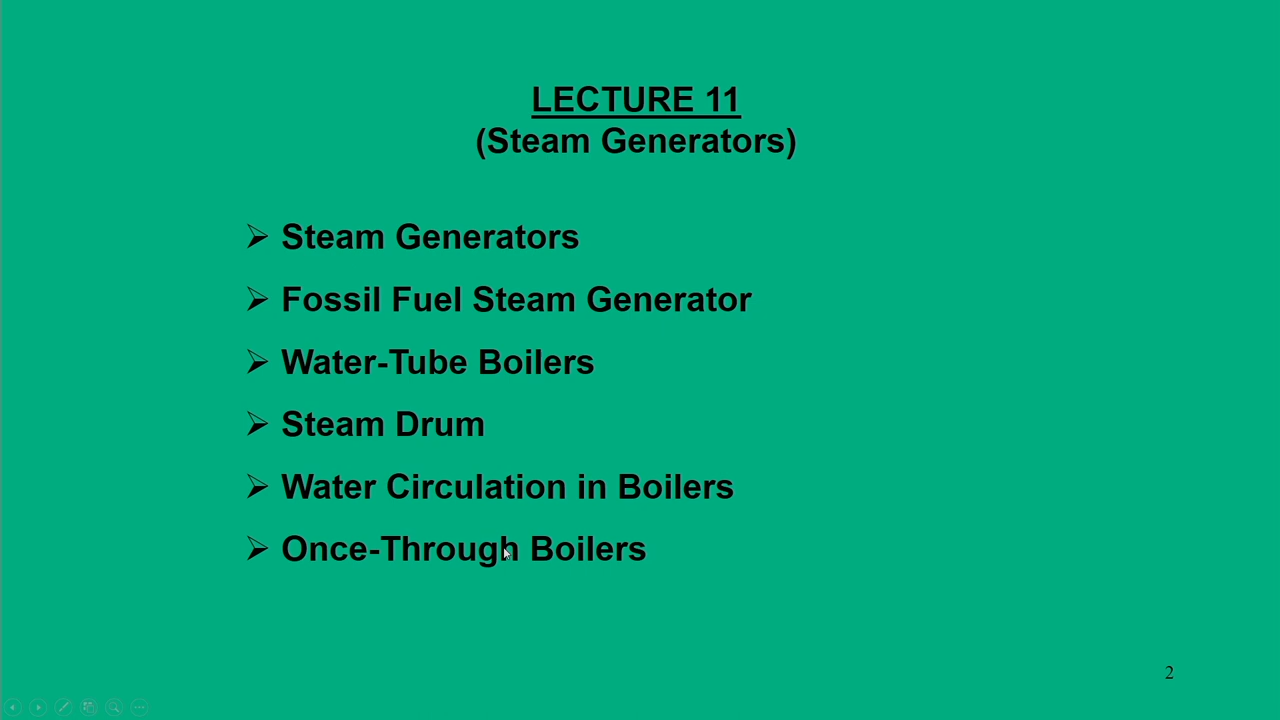 LECTURE 11
(Steam Generators)
➢ Steam Generators
➢ Fossil Fuel Steam Generator
➢ Water-Tube Boilers
➢ Steam Drum
➢ Water Circulation in Boilers
➢ Once-Through Boilers
2